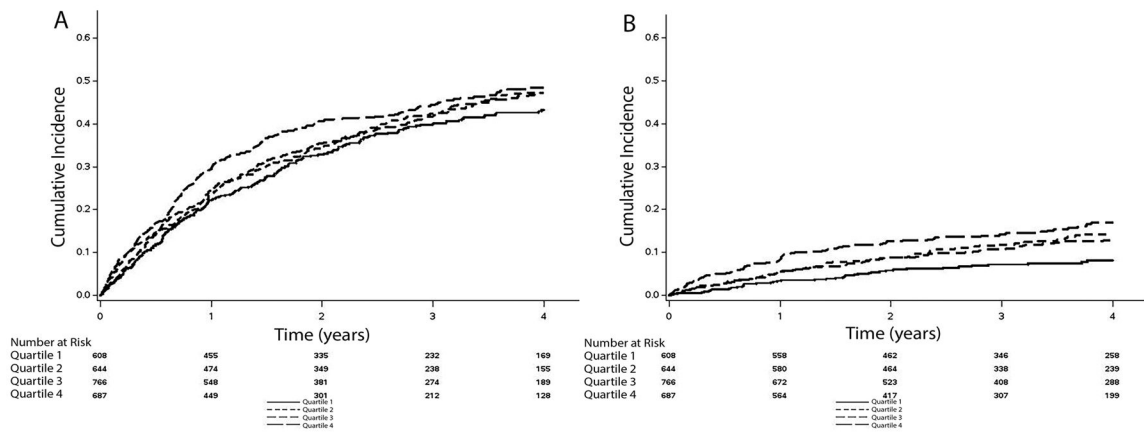 A
Cumulative Incidence
0.6
0.5
0.4
0.3
0.2
0.1
0.0
0 1 2 3 4
Time (years)
Number at Risk
Quartile 1 608 455 335 232 169
Quartile 2 644 474 349 238 155
Quartile 3 766 548 381 274 189
Quartile 4 687 449 301 212 128
Quartile 1
Quartile 2
Quartile 3
Quartile 4
B
Cumulative Incidence
0.6
0.5
0.4
0.3
0.2
0.1
0.0
0 1 2 3 4
Time (years)
Number at Risk
Quartile 1 608 558 462 346 258
Quartile 2 644 580 464 338 239
Quartile 3 766 672 523 408 288
Quartile 4 687 564 417 307 199
Quartile 1
Quartile 2
Quartile 3
Quartile 4